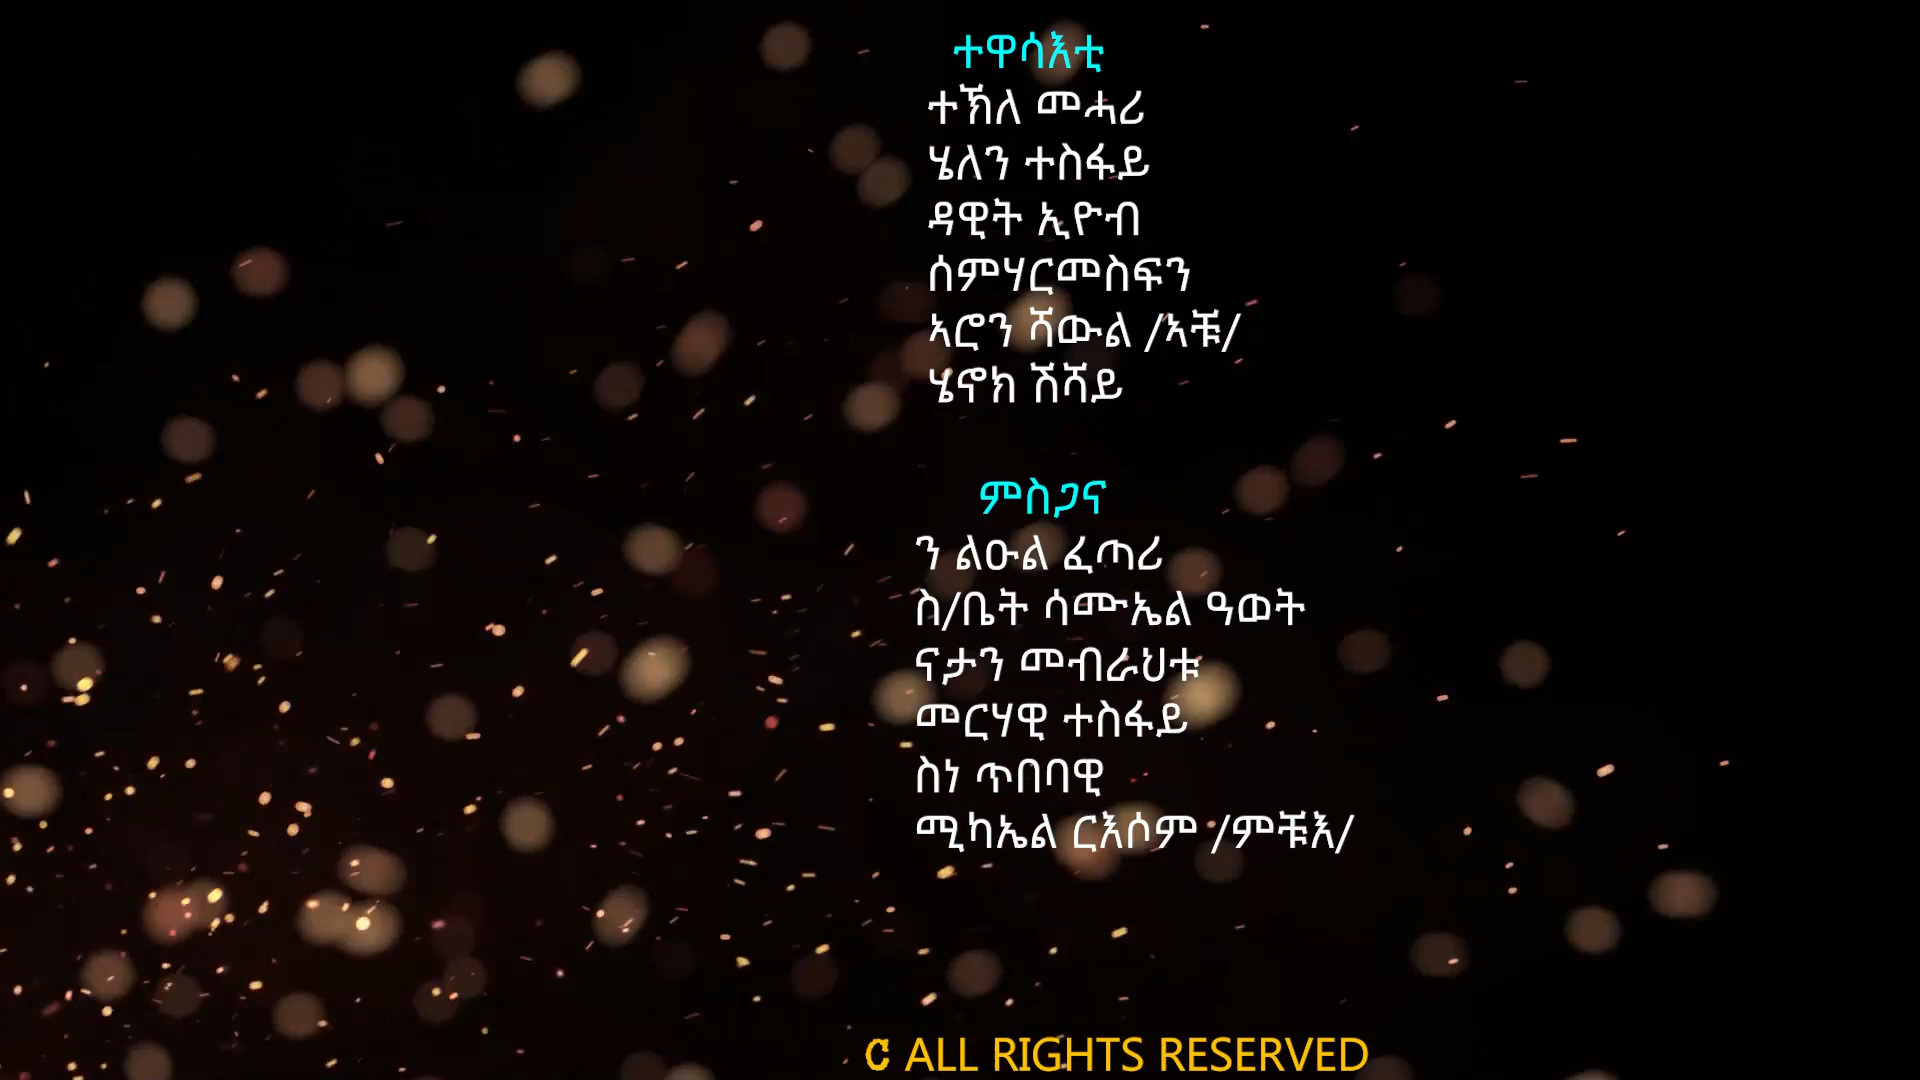 ተዋሳእቲ
ተኽለ መሓሪ
ሄለን ተስፋይ
ዳዊት ኢዮብ
ሰምሃርመስፍን
ኣሮን ሻውል /ኣቹ/
ሄኖክ ሽሻይ
ምስጋና
ን ልዑል ፈጣሪ
ስ/ቤት ሳሙኤል ዓወት
ናታን መብራህቱ
መርሃዊ ተስፋይ
ስነ ጥበባዊ
ሚካኤል ርእሶም /ምቹእ/
C ALL RIGHTS RESERVED